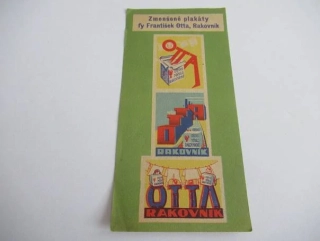 Zmenšené plakáty
fy František Otta, Rakovník
OTTA
RAKOVNÍK
OTTA
RAKOVNÍK